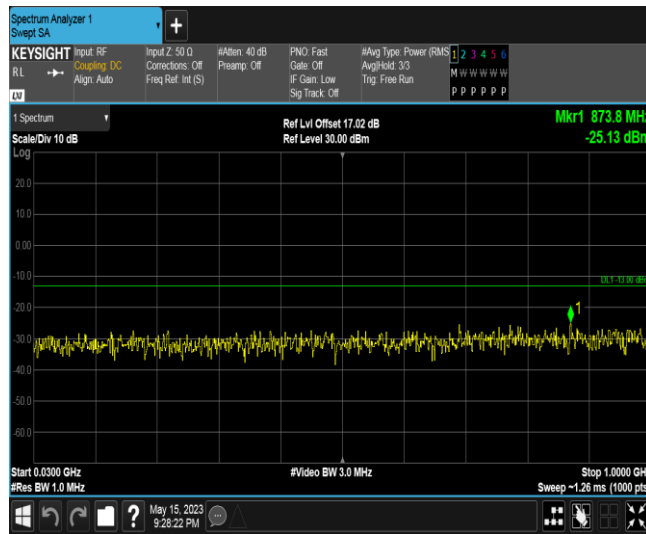 Spectrum Analyzer 1
Swept SA
+
KEYSIGHT
RL
LXI
Input: RF
Coupling: DC
Align: Auto
Input Z: 50 Ω
Corrections: Off
Freq Ref: Int (S)
#Atten: 40 dB
Preamp: Off
PNO: Fast
Gate: Off
IF Gain: Low
Sig Track: Off
#Avg Type: Power (RMS
Avg|Hold: 3/3
Trig: Free Run
1 2 3 4 5 6
M W W W W W
P P P P P P
1 Spectrum
Scale/Div 10 dB
Log
Ref Lvl Offset 17.02 dB
Ref Level 30.00 dBm
Mkr1 873.8 MHz
-25.13 dBm
20.0
10.0
0.00
-10.0
DL1 -13.00 dBm
-20.0
1
-30.0
-40.0
-50.0
-60.0
Start 0.0300 GHz
#Res BW 1.0 MHz
#Video BW 3.0 MHz
Stop 1.0000 GH
Sweep ~1.26 ms (1000 pts
?
May 15, 2023
9:28:22 PM